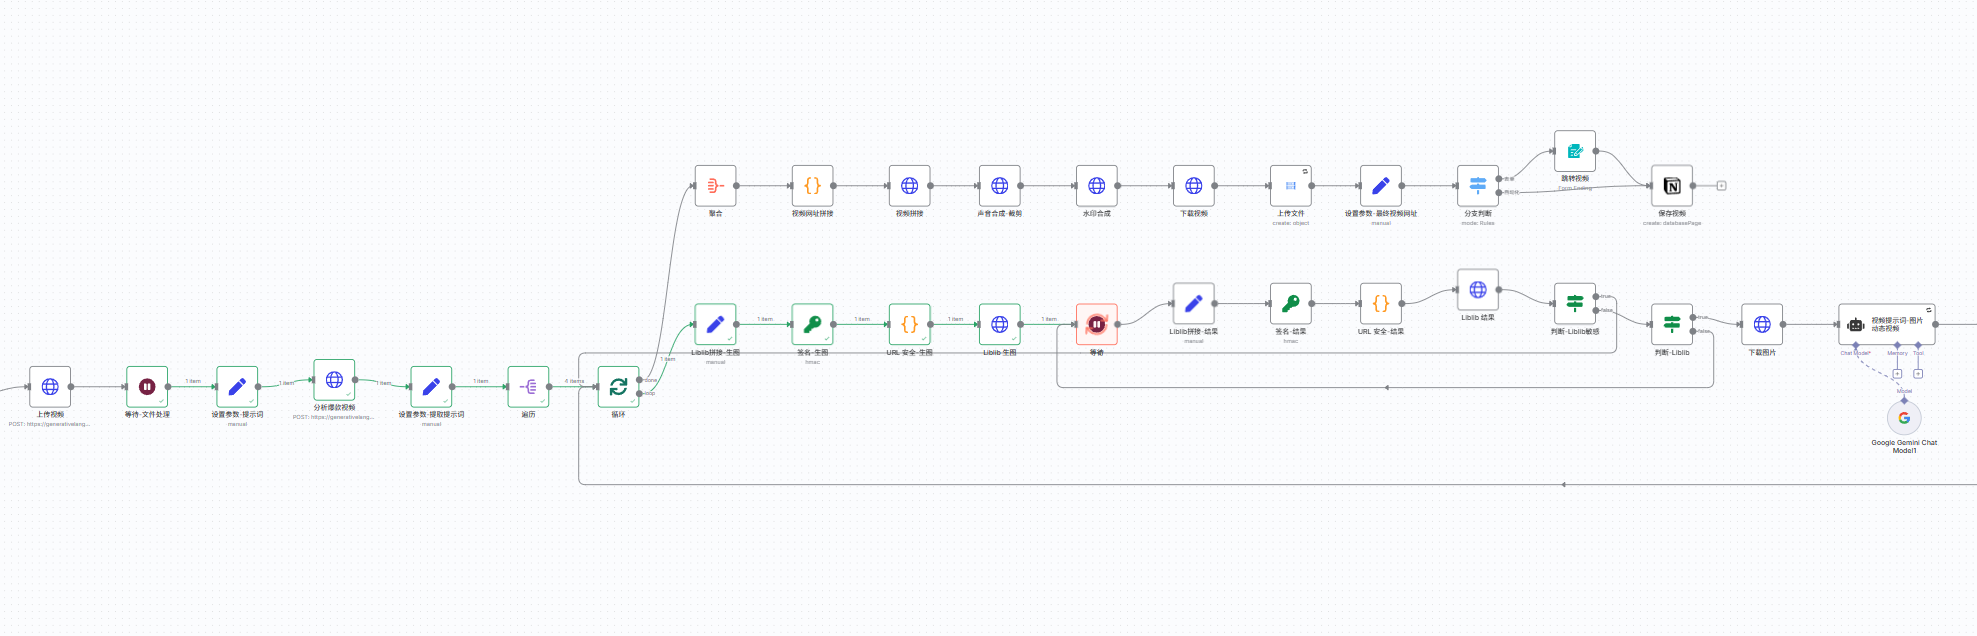 跳转视频
Form Ending
聚合
视频网址拼接
视频拼接
声音合成-裁剪
水印合成
下载视频
上传文件
create: object
设置参数-最终视频网址
manual
分支判断
mode: Rules
保存视频
create: databasePage
Liblib拼接-生图
manual
1 item
签名-生图
hmac
1 item
URL 安全-生图
1 item
Liblib 生图
1 item
等待
Liblib拼接-结果
manual
签名-结果
hmac
URL 安全-结果
Liblib 结果
判断-Liblib敏感
true
false
判断-Liblib
true
false
下载图片
视频提示词-图片
动态视频
Chat Model*
Memory
Tool
Model
Google Gemini Chat
Model1
上传视频
POST: https://generativelang...
等待-文件处理
1 item
设置参数-提示词
manual
1 item
分析爆款视频
POST: https://generativelang...
1 item
设置参数-提取提示词
manual
1 item
遍历
4 items
循环
done
loop
1 item